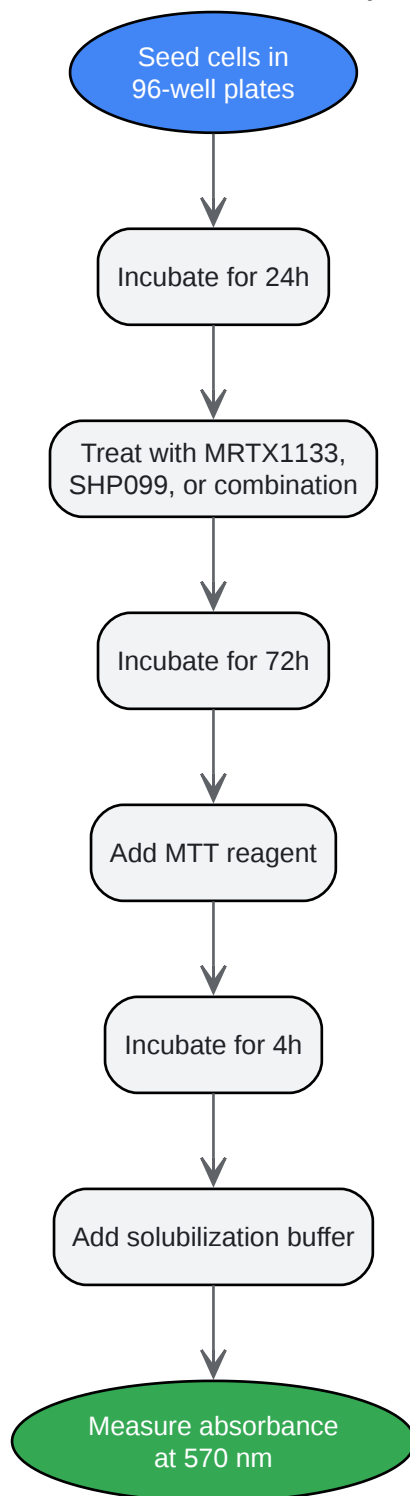 Seed cells in
96-well plates
Incubate for 24h
Treat with MRTX1133,
SHP099, or combination
Incubate for 72h
Add MTT reagent
Incubate for 4h
Add solubilization buffer
Measure absorbance
at 570 nm